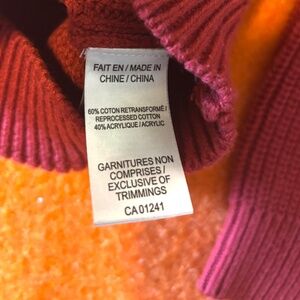 FAIT EN / MADE IN
CHINE / CHINA
60% COTON RETRANSFORMÉ /
REPROCESSED COTTON
40% ACRYLIQUE / ACRYLIC
GARNITURES NON
COMPRISES /
EXCLUSIVE OF
TRIMMINGS
CA 01241